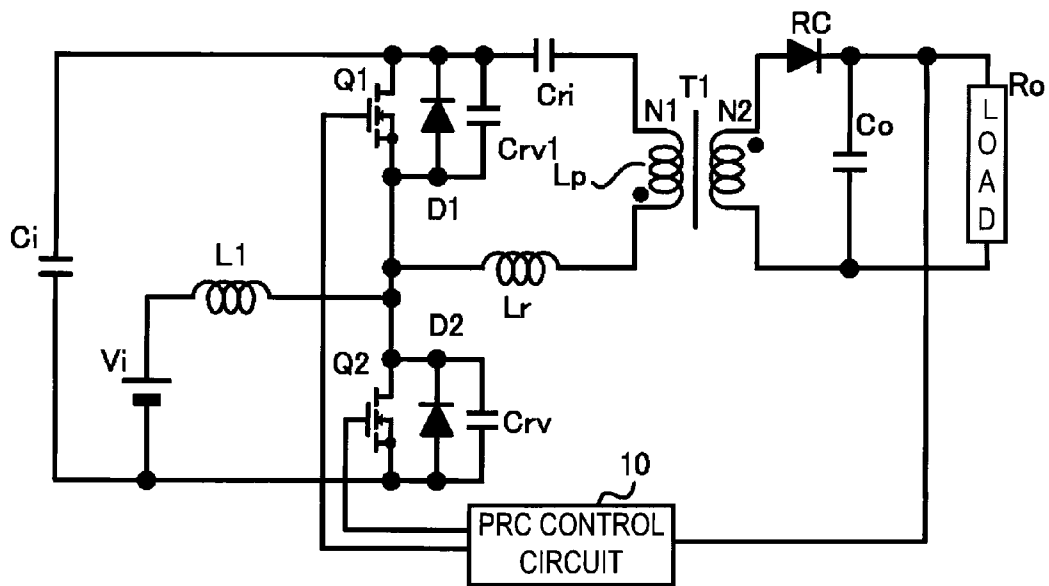 RC
Q1
Cri
T1
Ro
N1
N2
Crv1
Co
LOAD
Lp
D1
Ci
L1
Lr
D2
Vi
Q2
Crv
10
PRC CONTROL
CIRCUIT